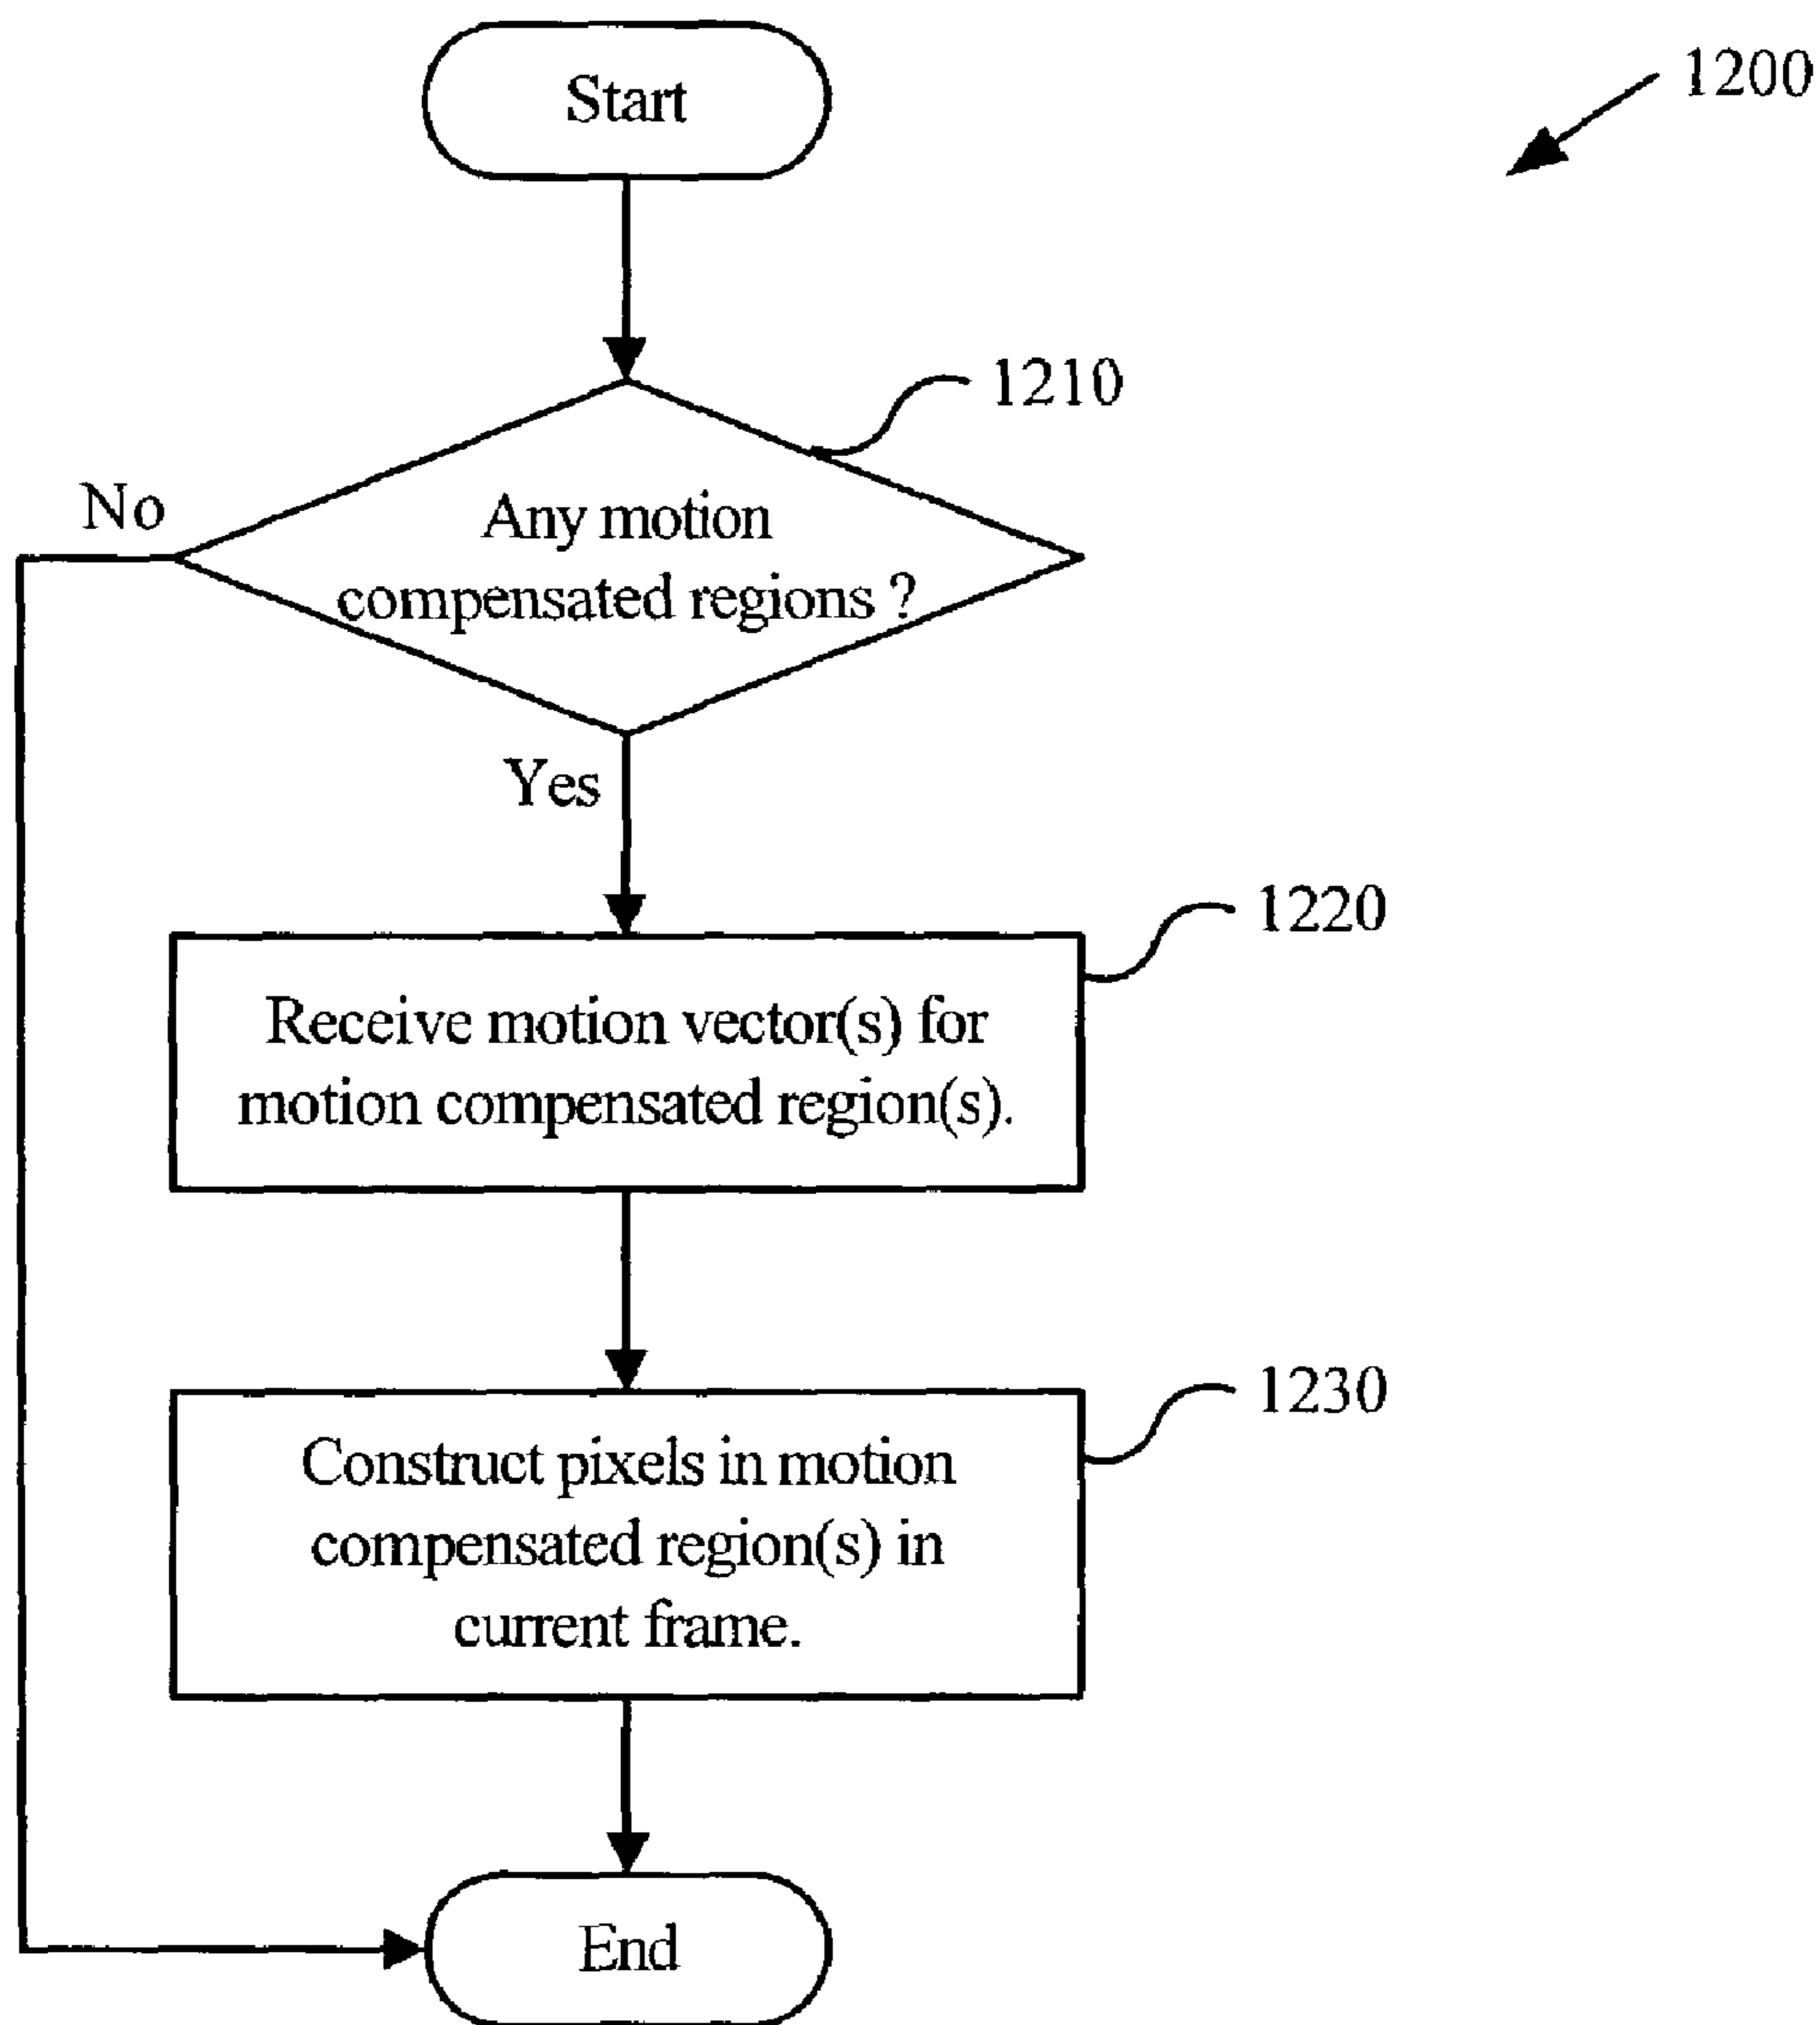 Start
1200
1210
No
Any motion
compensated regions ?
Yes
1220
Receive motion vector(s) for
motion compensated region(s).
1230
Construct pixels in motion
compensated region(s) in
current frame.
End